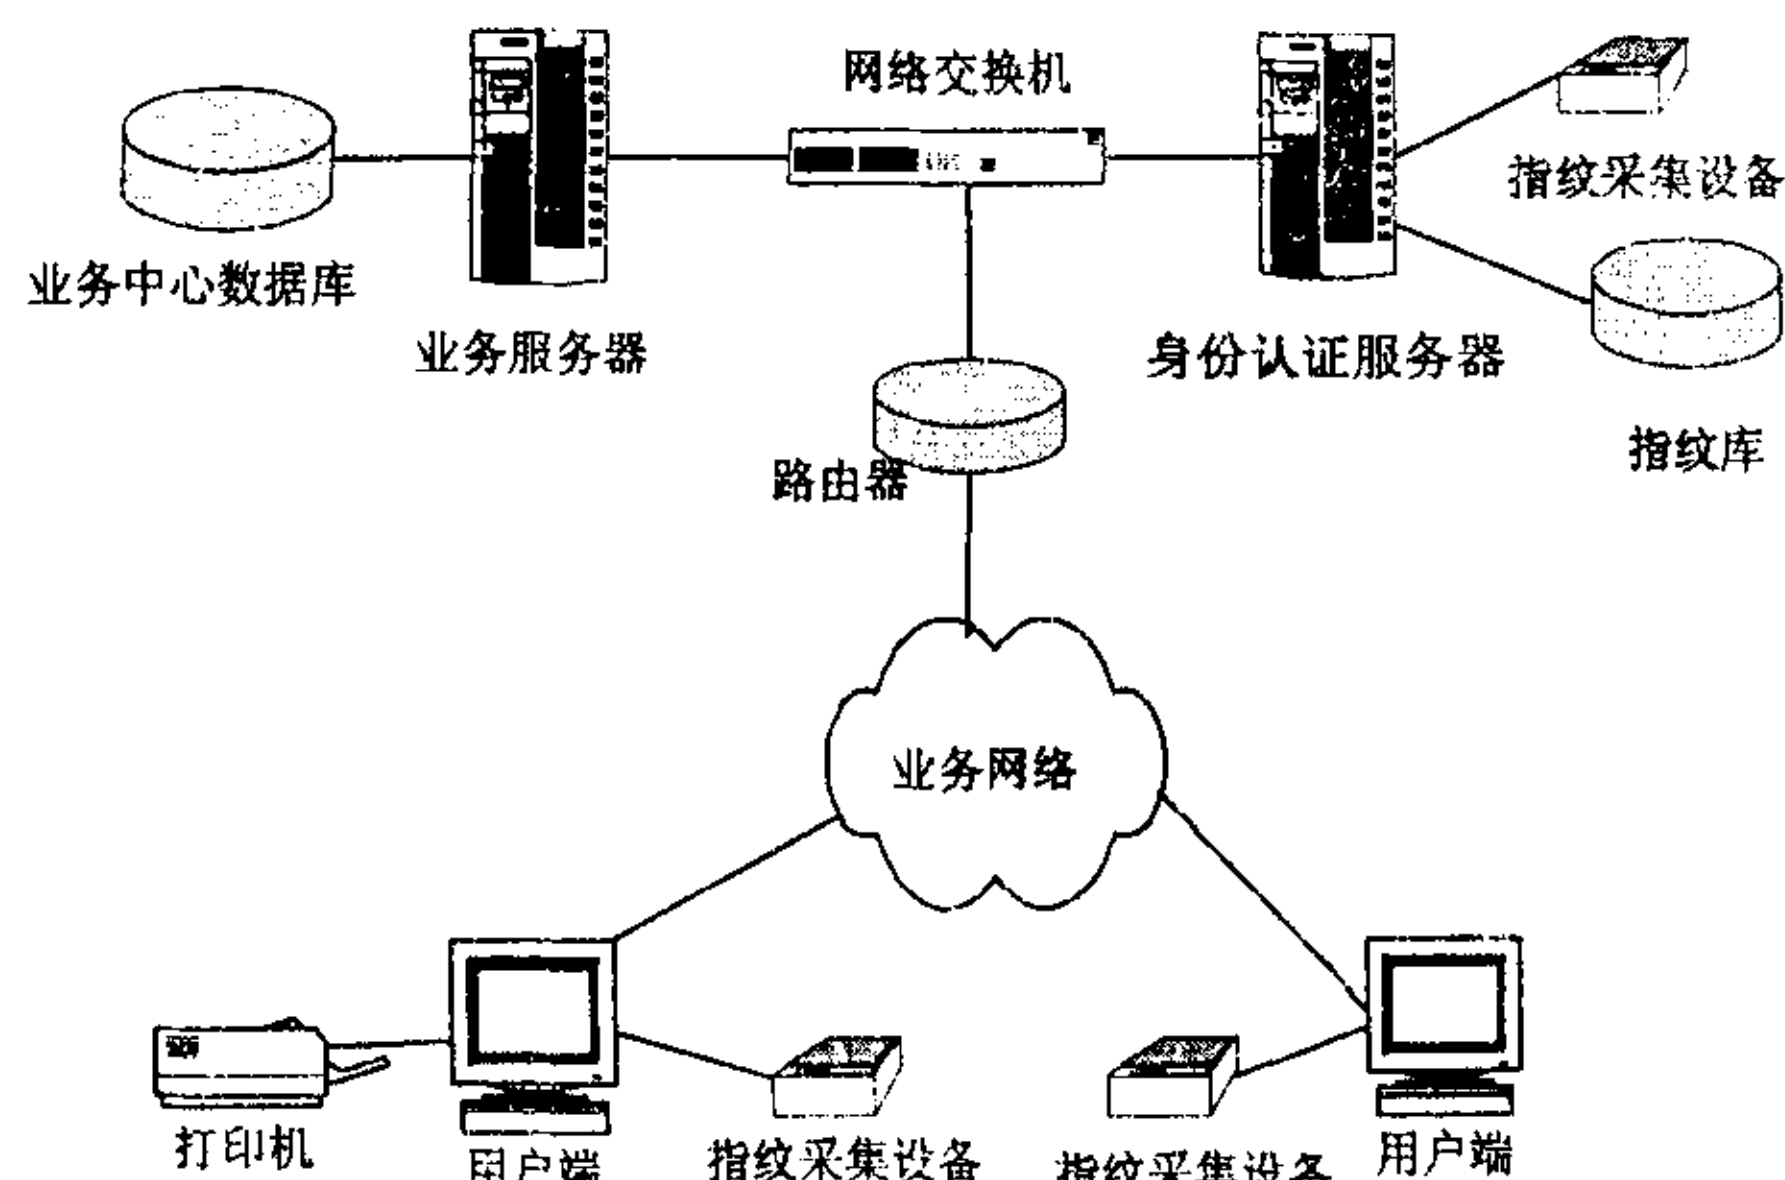 网络交换机
指纹采集设备
业务中心数据库
业务服务器
身份认证服务器
指纹库
路由器
业务网络
打印机
用户端
指纹采集设备
指纹采集设备
用户端